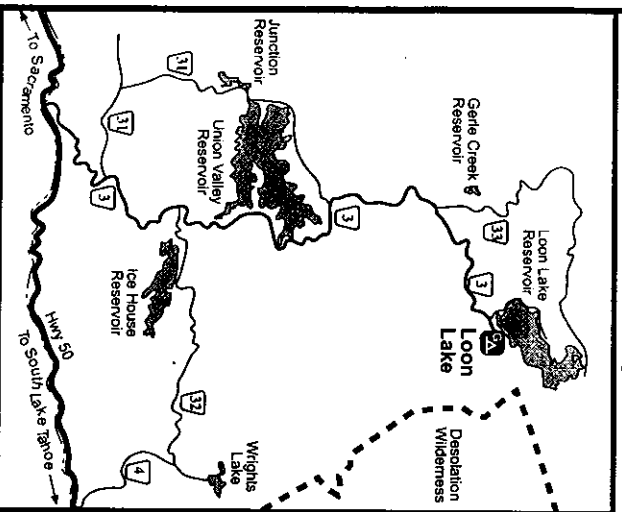 Gerle Creek
Reservoir
33
Loon Lake
Reservoir
3
Loon
Lake
Desolation
Wilderness
Junction
Reservoir
31
Union Valley
Reservoir
3
31
3
Ice House
Reservoir
32
Wrights
Lake
4
To Sacramento
Hwy 50
To South Lake Tahoe